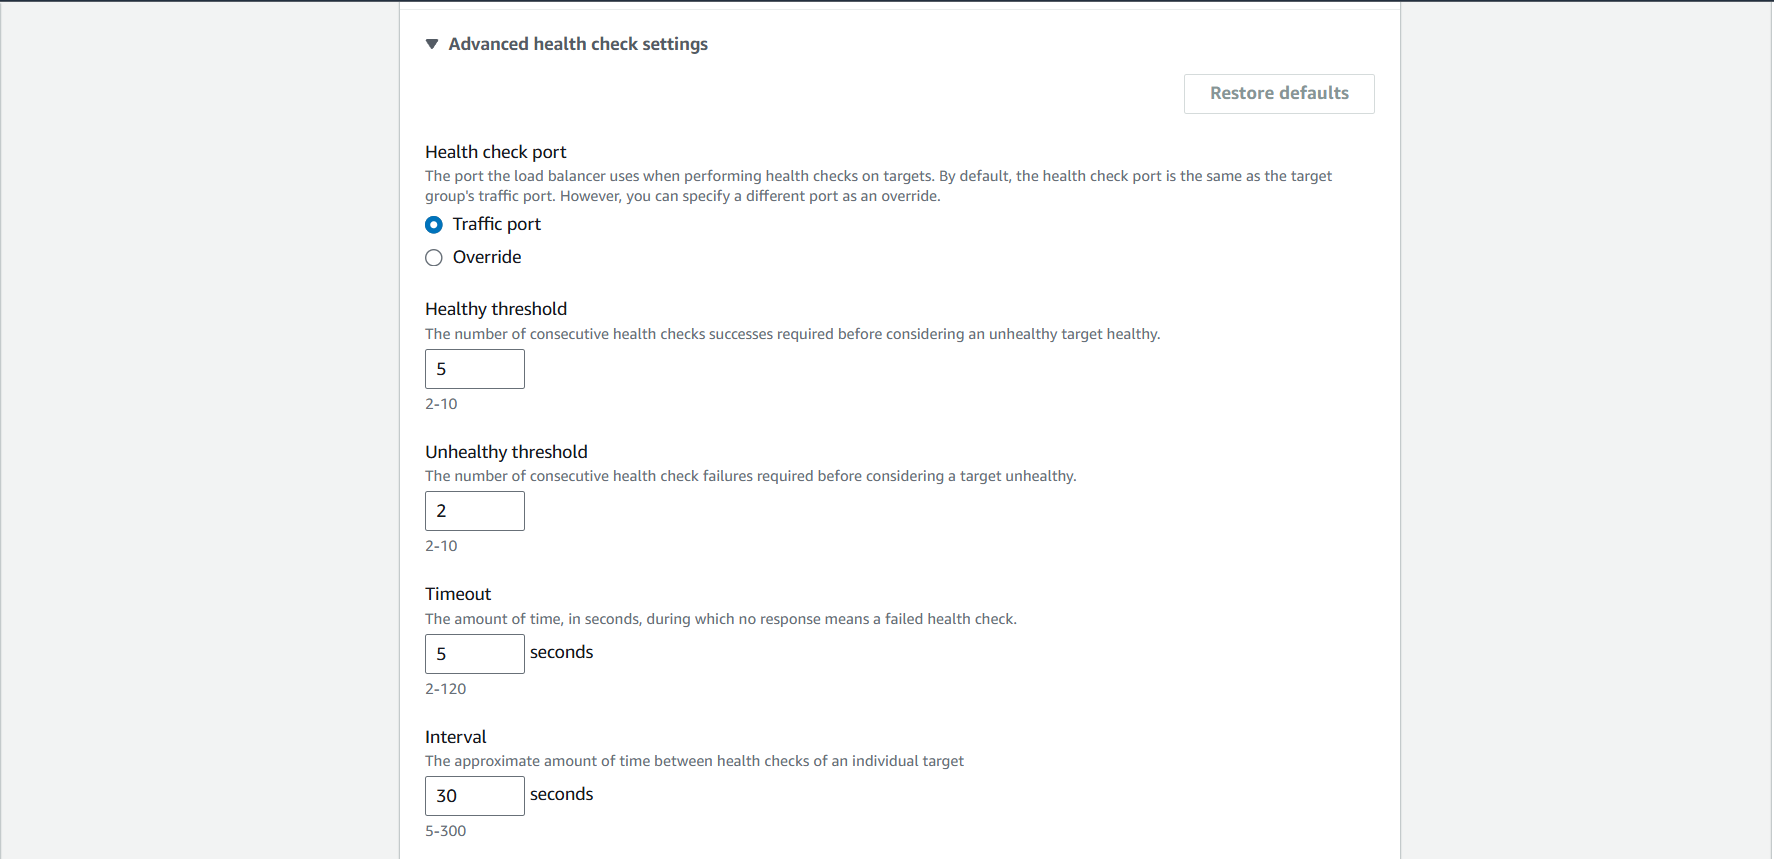 Advanced health check settings
Restore defaults
Health check port
The port the load balancer uses when performing health checks on targets. By default, the health check port is the same as the target
group's traffic port. However, you can specify a different port as an override.
Traffic port
Override
Healthy threshold
The number of consecutive health checks successes required before considering an unhealthy target healthy.
5
2-10
Unhealthy threshold
The number of consecutive health check failures required before considering a target unhealthy.
2
2-10
Timeout
The amount of time, in seconds, during which no response means a failed health check.
5 seconds
2-120
Interval
The approximate amount of time between health checks of an individual target
30 seconds
5-300